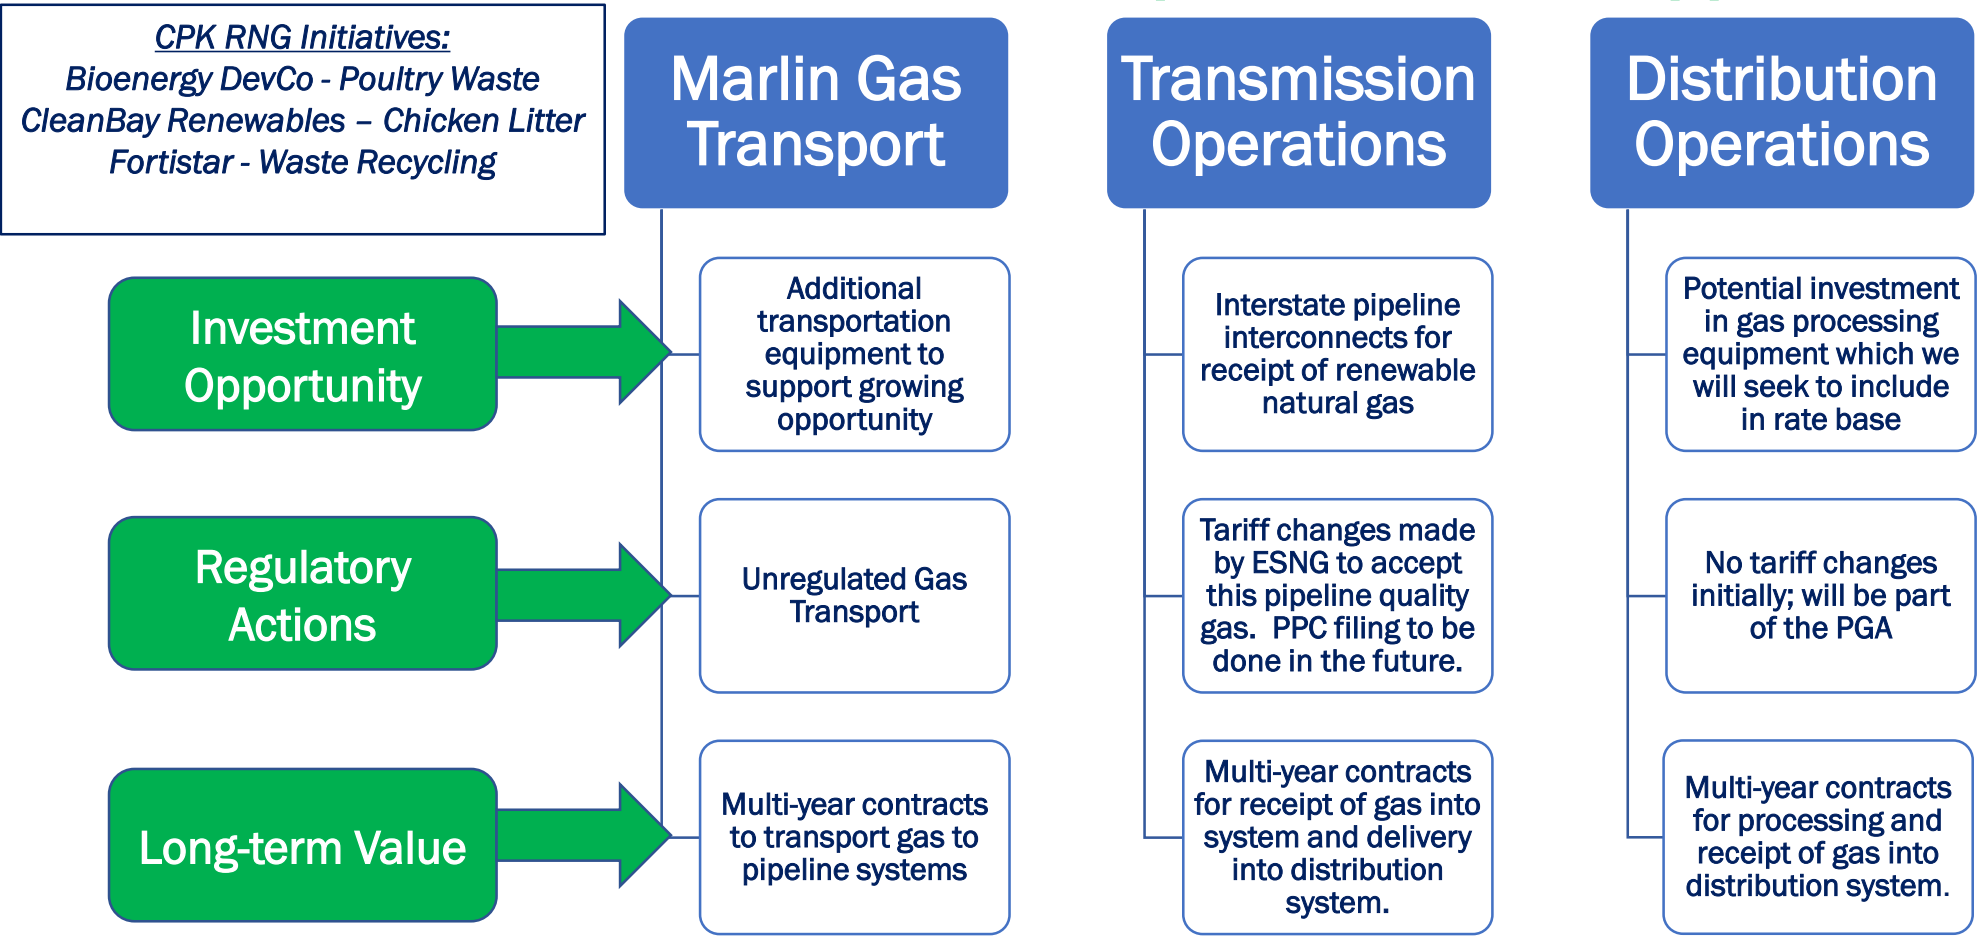 CPK RNG Initiatives:
Bioenergy DevCo - Poultry Waste
CleanBay Renewables – Chicken Litter
Fortistar - Waste Recycling
Marlin Gas
Transport
Transmission
Operations
Distribution
Operations
Investment
Opportunity
Additional
transportation
equipment to
support growing
opportunity
Interstate pipeline
interconnects for
receipt of renewable
natural gas
Potential investment
in gas processing
equipment which we
will seek to include
in rate base
Regulatory
Actions
Unregulated Gas
Transport
Tariff changes made
by ESNG to accept
this pipeline quality
gas.  PPC filing to be
done in the future.
No tariff changes
initially; will be part
of the PGA
Long-term Value
Multi-year contracts
to transport gas to
pipeline systems
Multi-year contracts
for receipt of gas into
system and delivery
into distribution
system.
Multi-year contracts
for processing and
receipt of gas into
distribution system.